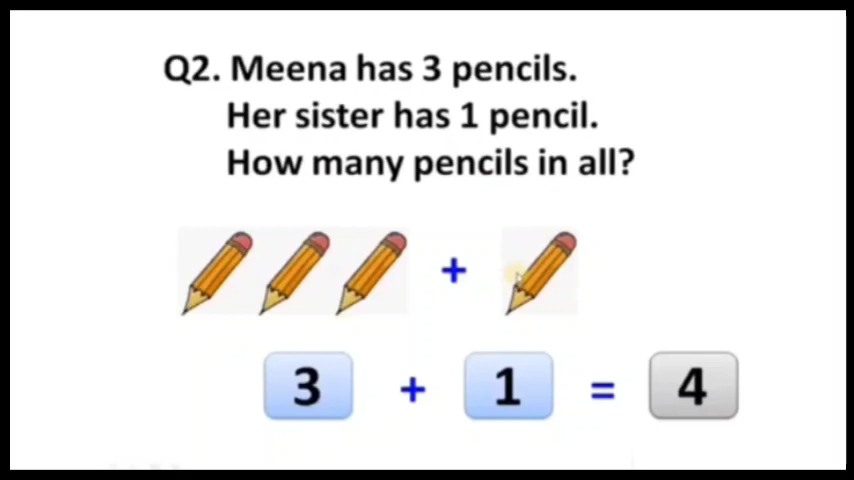 Q2. Meena has 3 pencils.
Her sister has 1 pencil.
How many pencils in all?
+
3 + 1 = 4